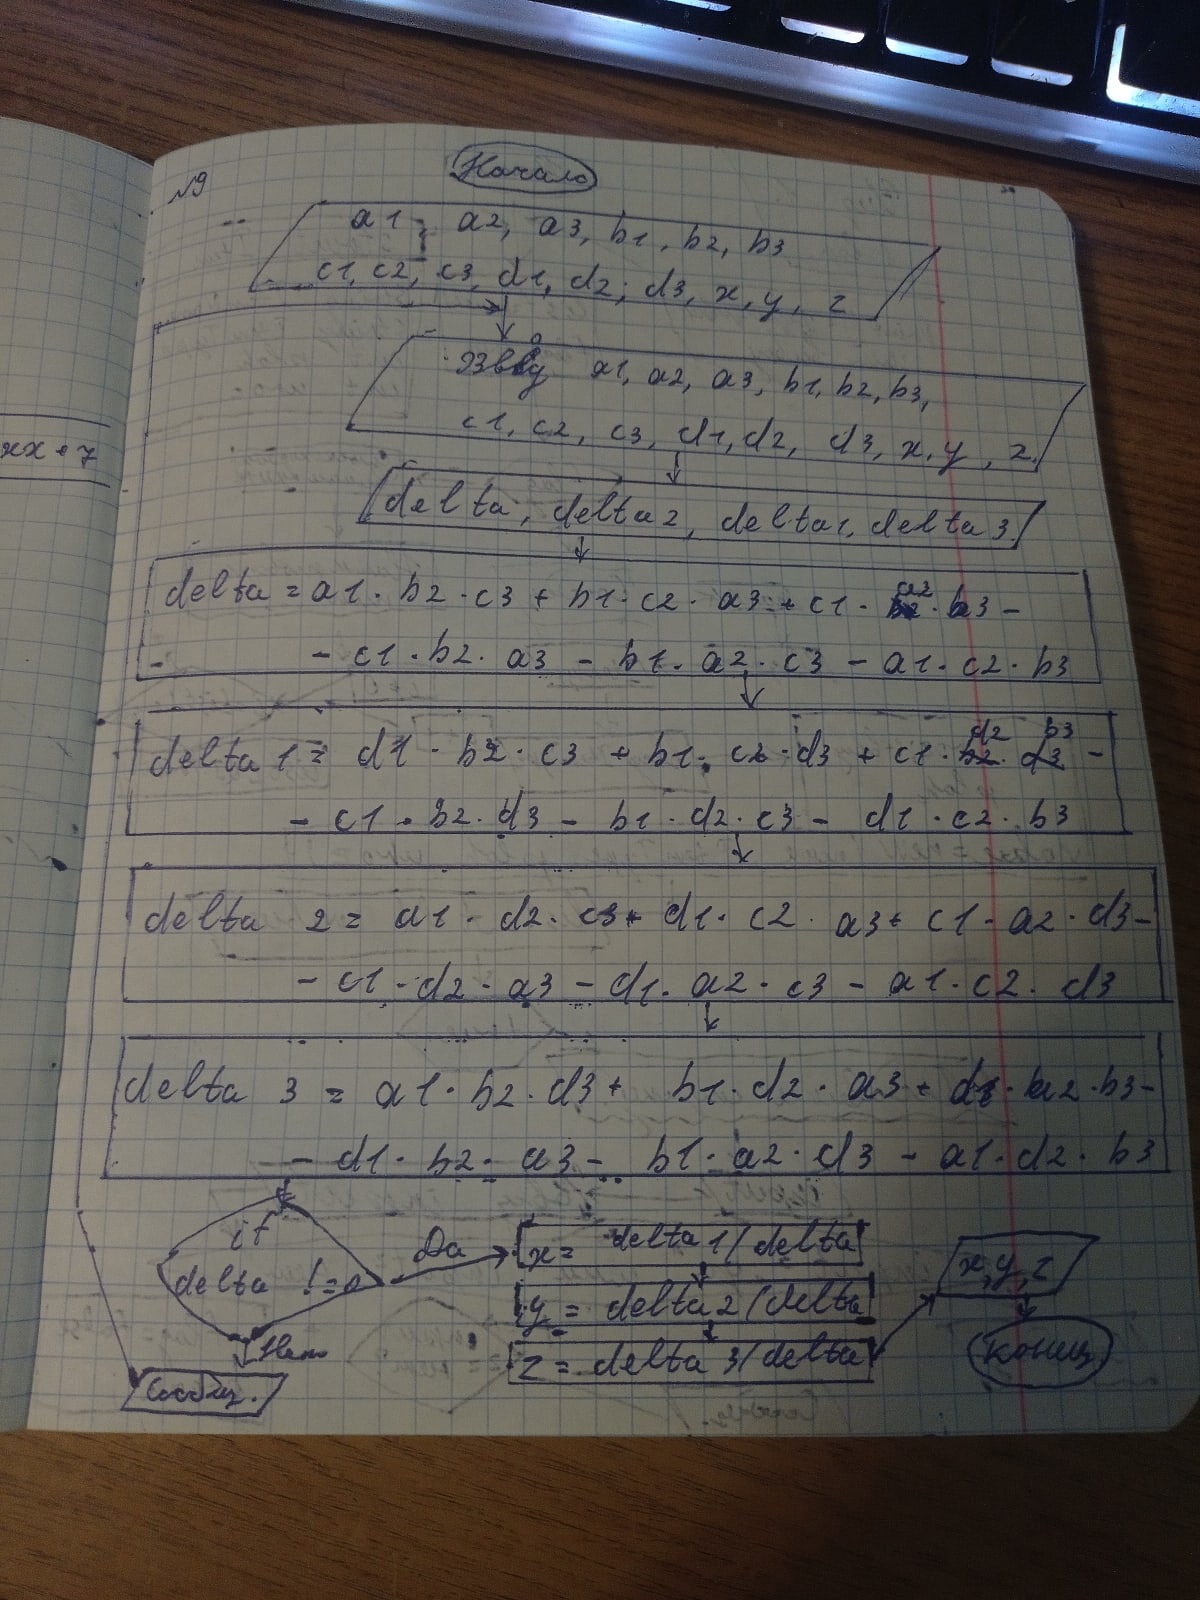 №9
Начало
a1, a2, a3, b1, b2, b3
c1, c2, c3, d1, d2, d3, x, y, z
a1, a2, a3, b1, b2, b3,
c1, c2, c3, d1, d2, d3, x, y, z.
xx + 7
delta, delta 2, delta 1, delta 3.
delta = a1 · b2 · c3 + b1 · c2 · a3 + c1 · a2 · b3 -
- c1 · b2 · a3 - b1 · a2 · c3 - a1 · c2 · b3
delta 1 = d1 · b2 · c3 + b1 · c2 · d3 + c1 · d2 · b3 -
- c1 · b2 · d3 - b1 · d2 · c3 - d1 · c2 · b3
delta 2 = a1 · d2 · c3 + d1 · c2 · a3 + c1 · a2 · d3 -
- c1 · d2 · a3 - d1 · a2 · c3 - a1 · c2 · d3
delta 3 = a1 · b2 · d3 + b1 · d2 · a3 + d1 · a2 · b3 -
- d1 · b2 · a3 - b1 · a2 · d3 - a1 · d2 · b3
if
delta != 0
Да
x = delta 1 / delta
y = delta 2 / delta
z = delta 3 / delta
x, y, z
Конец
Нет
Сообщ.